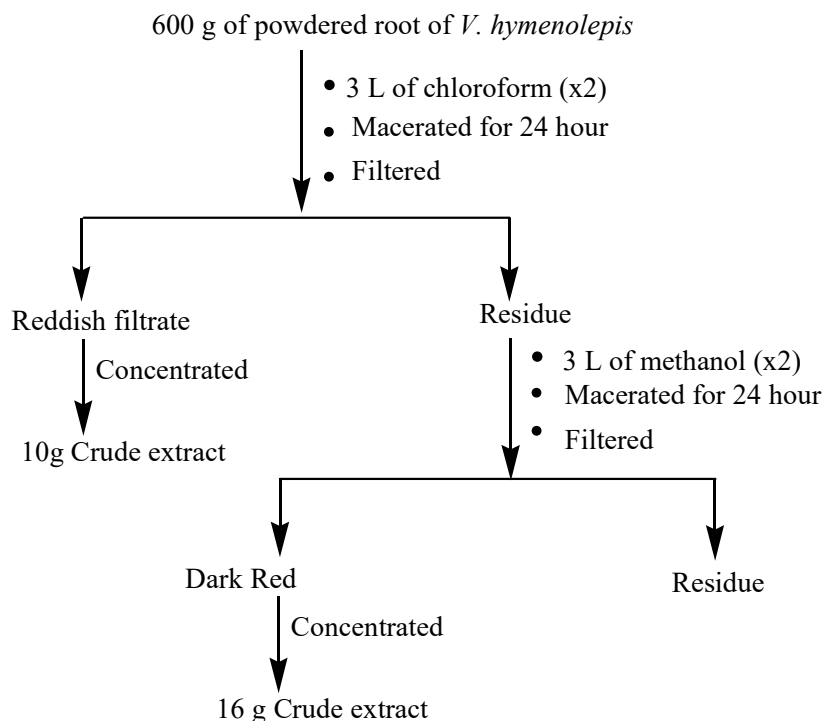 600 g of powdered root of V. hymenolepis
• 3 L of chloroform (x2)
• Macerated for 24 hour
• Filtered
Reddish filtrate
Residue
Concentrated
• 3 L of methanol (x2)
• Macerated for 24 hour
• Filtered
10g Crude extract
Dark Red
Residue
Concentrated
16 g Crude extract